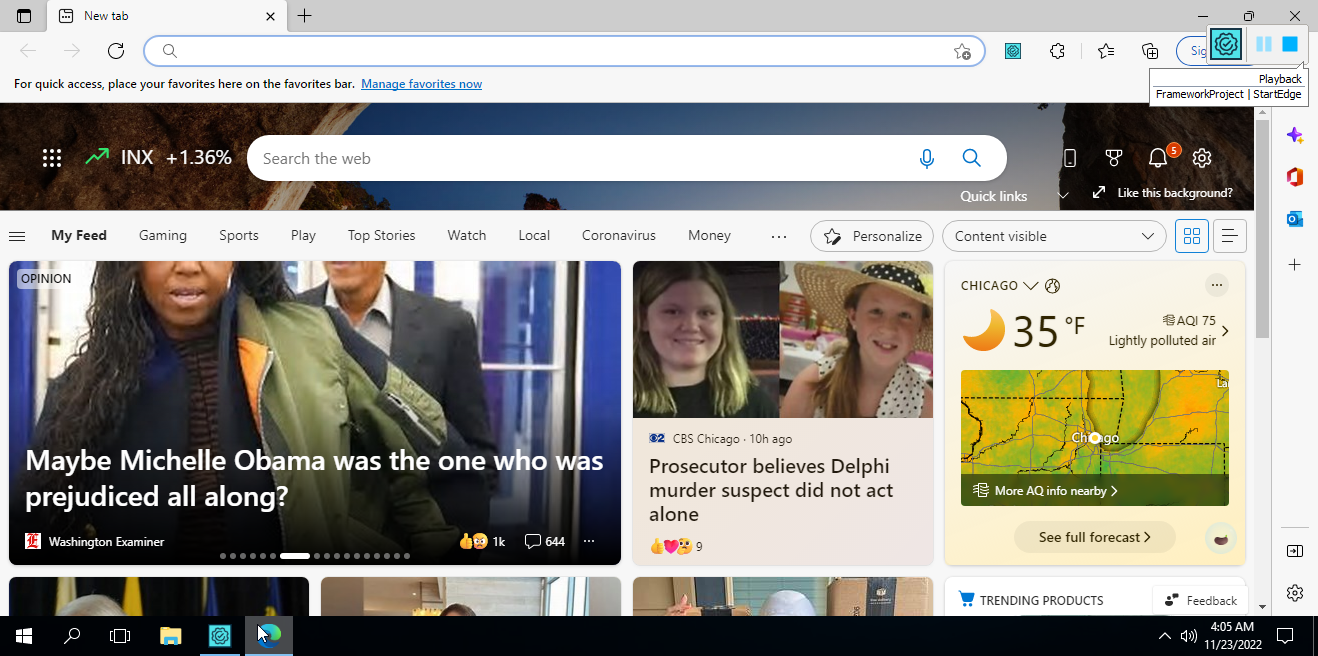 New tab
Sig
Playback
FrameworkProject | StartEdge
For quick access, place your favorites here on the favorites bar. Manage favorites now
INX +1.36%
Search the web
5
Quick links
Like this background?
My Feed Gaming Sports Play Top Stories Watch Local Coronavirus Money ... Personalize Content visible
OPINION
Maybe Michelle Obama was the one who was
prejudiced all along?
Washington Examiner 1k 644 ...
CBS Chicago · 10h ago
Prosecutor believes Delphi
murder suspect did not act
alone
9
CHICAGO ...
35 °F
AQI 75
Lightly polluted air
La
Chicago
More AQ info nearby
See full forecast
TRENDING PRODUCTS
Feedback
4:05 AM
11/23/2022